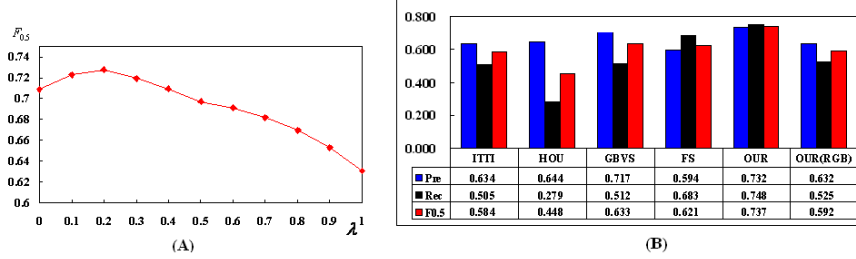 F0.5
0.74
0.72
0.7
0.68
0.66
0.64
0.62
0.6
0 0.1 0.2 0.3 0.4 0.5 0.6 0.7 0.8 0.9 1
λ
(A)
0.800
0.600
0.400
0.200
0.000
ITTI HOU GBVS FS OUR OUR(RGB)
Pre 0.634 0.644 0.717 0.594 0.732 0.632
Rec 0.505 0.279 0.512 0.683 0.748 0.525
F0.5 0.584 0.448 0.633 0.621 0.737 0.592
(B)